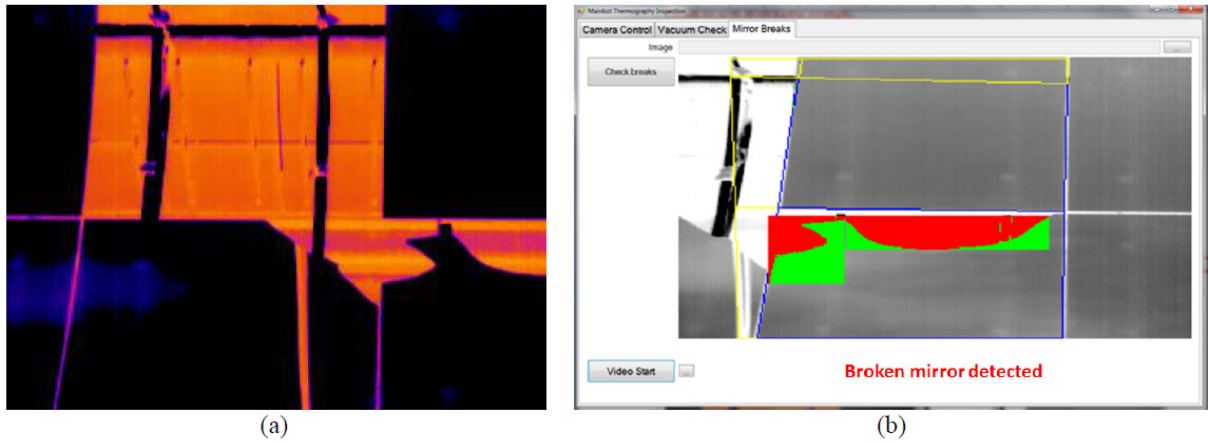 Mainbot Thermography Inspection
Camera Control Vacuum Check Mirror Breaks
Image ...
Check breaks
Video Start ...
Broken mirror detected
(a) (b)